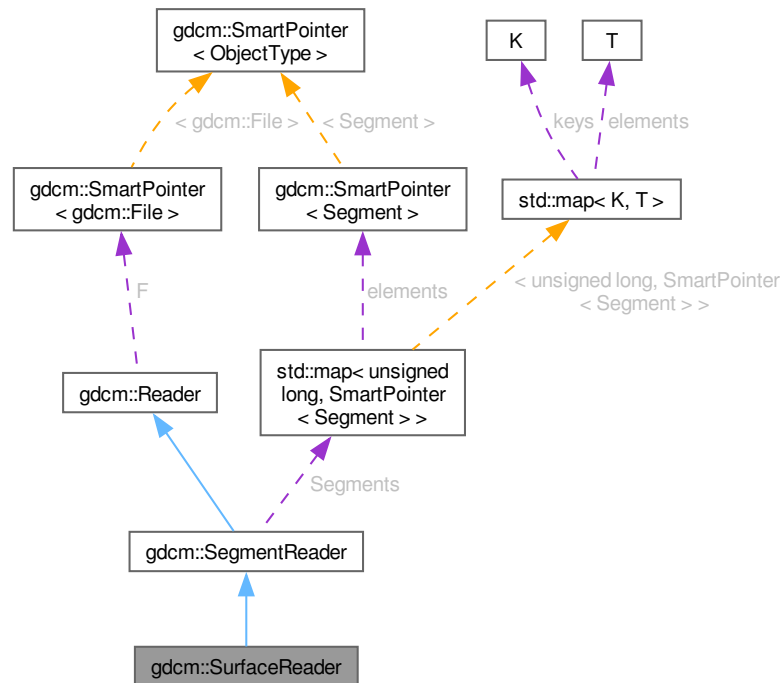 gdcm::SmartPointer
< ObjectType >
K
T
< gdcm::File >
< Segment >
keys
elements
gdcm::SmartPointer
< gdcm::File >
gdcm::SmartPointer
< Segment >
std::map< K, T >
F
elements
< unsigned long, SmartPointer
< Segment > >
gdcm::Reader
std::map< unsigned
long, SmartPointer
< Segment > >
Segments
gdcm::SegmentReader
gdcm::SurfaceReader